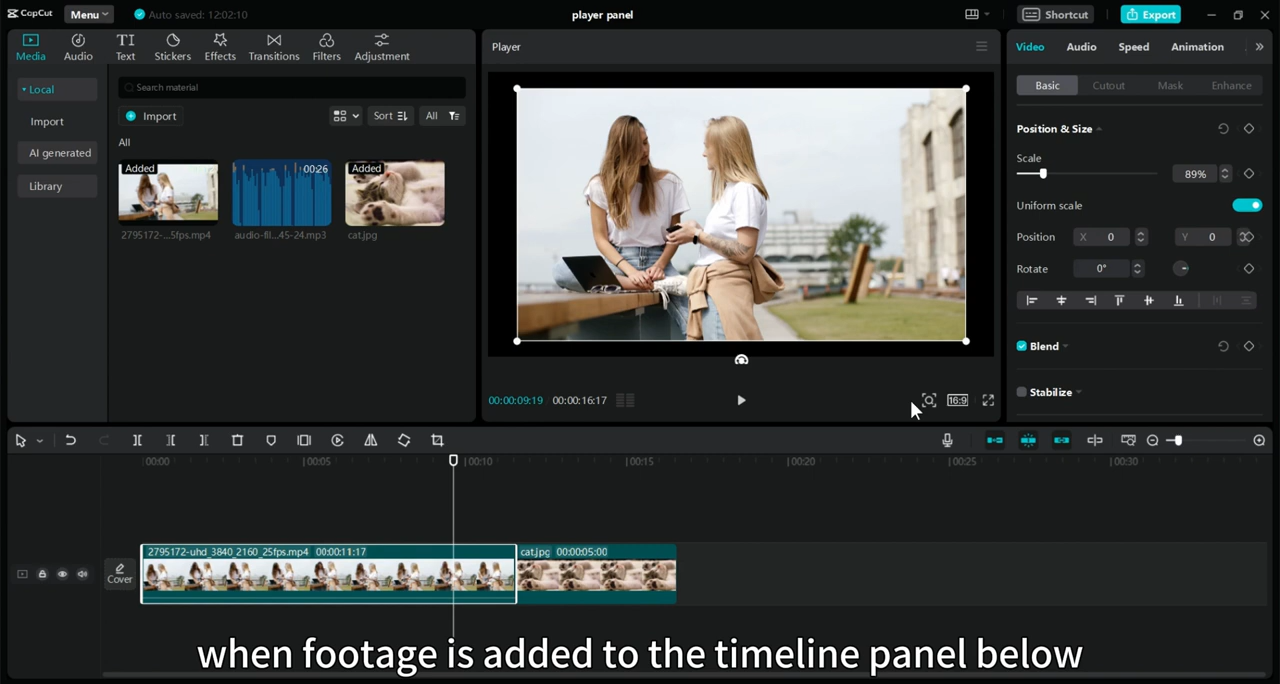 CapCut Menu Auto saved: 12:02:10 player panel Shortcut Export
Media Audio Text Stickers Effects Transitions Filters Adjustment
Local
Import
AI generated
Library
Search material
Import Sort All
All
Added 00:26 Added
2795172-...5fps.mp4 audio-fil...45-24.mp3 cat.jpg
Player
00:00:09:19 00:00:16:17 16:9
Video Audio Speed Animation
Basic Cutout Mask Enhance
Position & Size
Scale
89%
Uniform scale
Position X 0 Y 0
Rotate 0°
Blend
Stabilize
00:00 00:05 00:10 00:15 00:20 00:25 00:30
Cover
2795172-uhd_3840_2160_25fps.mp4 00:00:11:17 cat.jpg 00:00:05:00
when footage is added to the timeline panel below